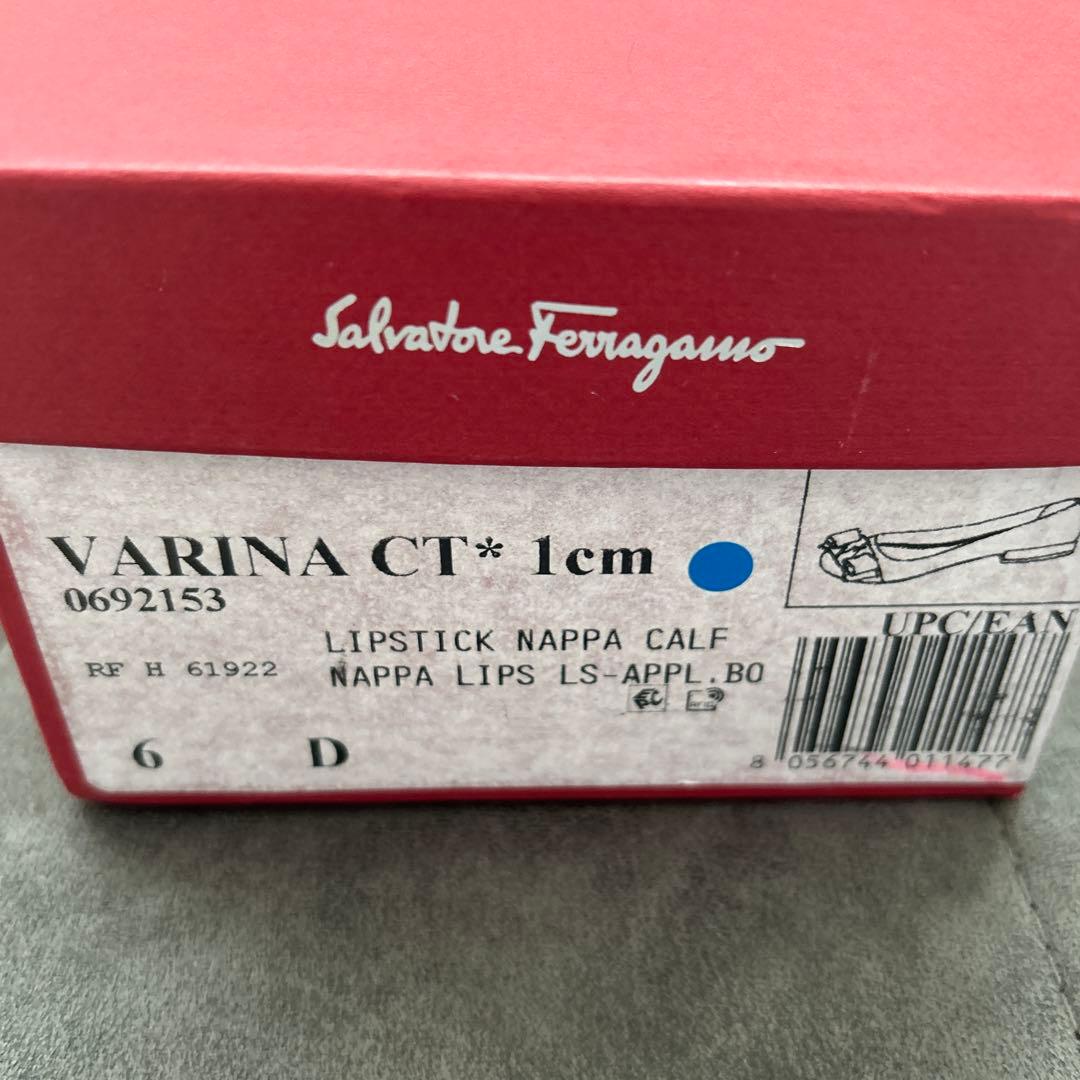 Salvatore Ferragamo
VARINA CT* 1cm
0692153
UPC/EAN
LIPSTICK NAPPA CALF
RF H 61922
NAPPA LIPS LS-APPL.BO
6 D
8 056744 011477